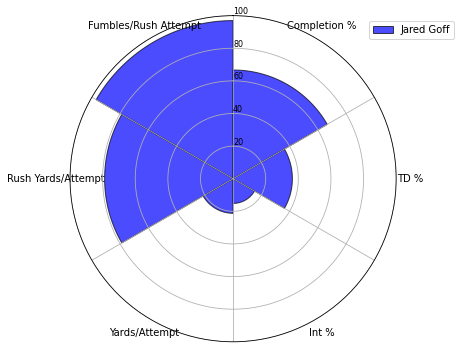 100
Fumbles/Rush Attempt
Completion %
Jared Goff
80
60
40
20
Rush Yards/Attempt
TD %
Yards/Attempt
Int %